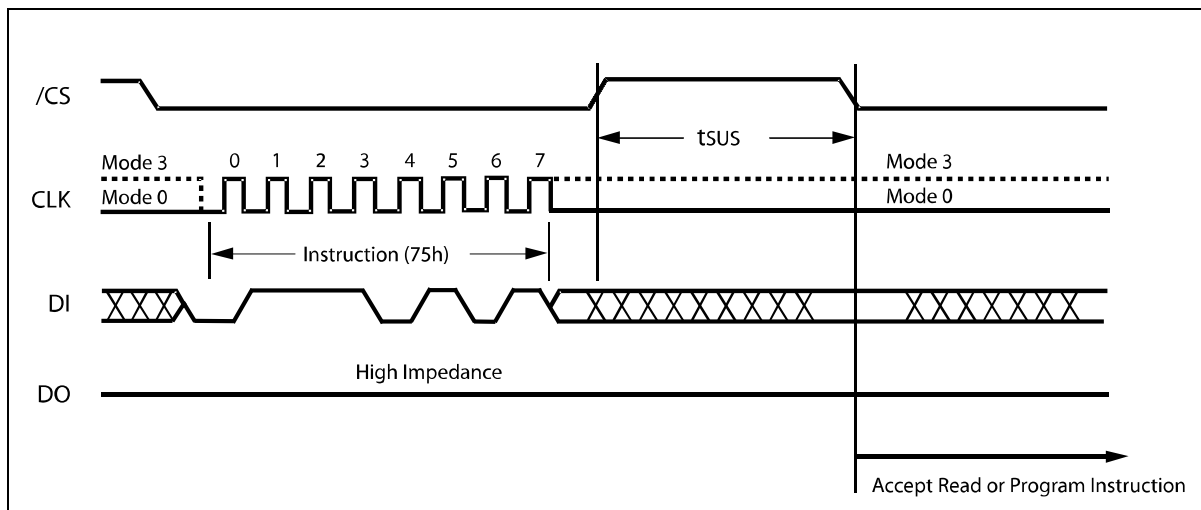 /CS
tSUS
Mode 3 0 1 2 3 4 5 6 7 Mode 3
CLK Mode 0 Mode 0
Instruction (75h)
DI
High Impedance
DO
Accept Read or Program Instruction